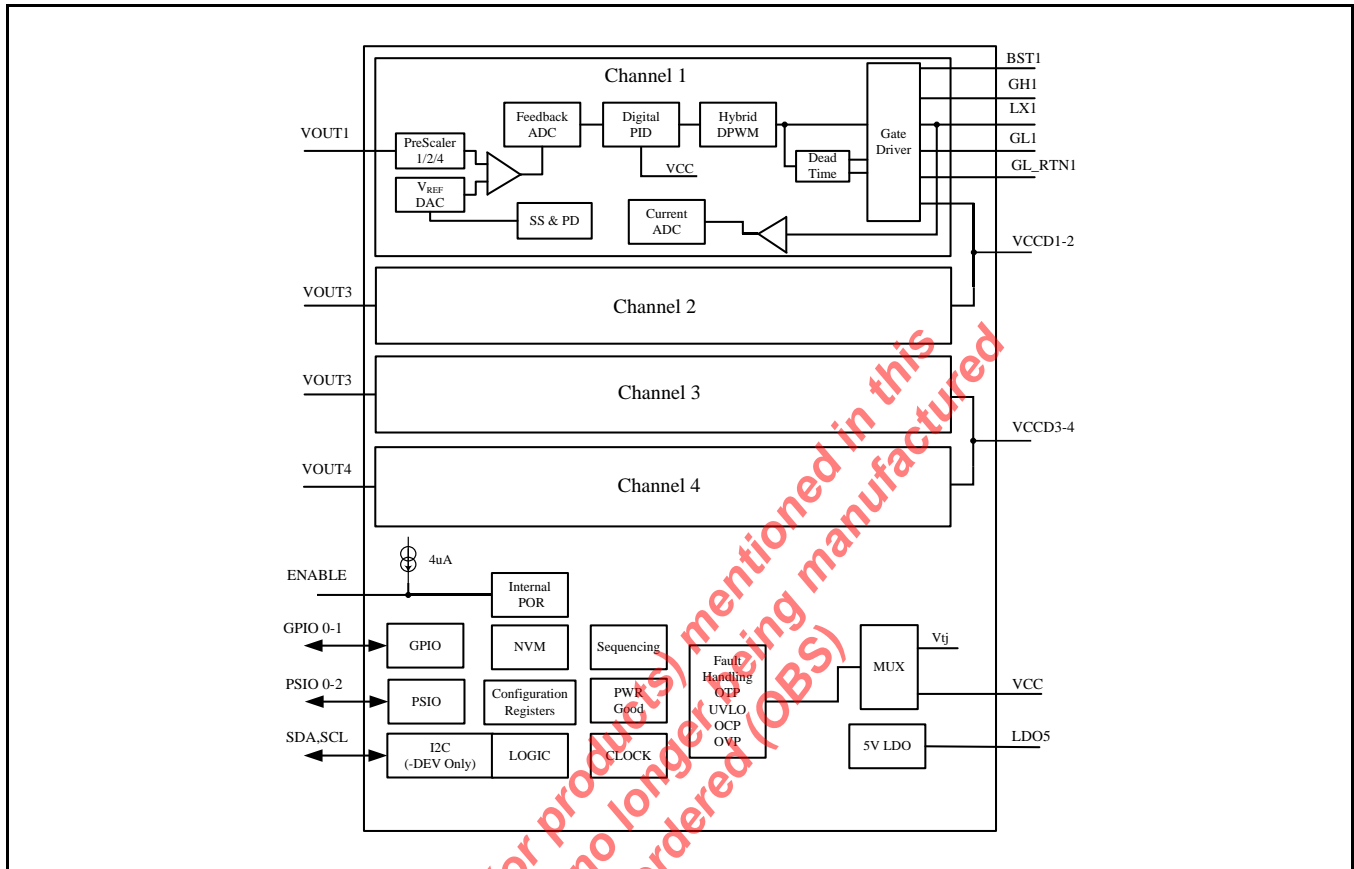 Channel 1
BST1
GH1
LX1
GL1
GL_RTN1
VOUT1
PreScaler
1/2/4
VREF
DAC
Feedback
ADC
Digital
PID
VCC
Hybrid
DPWM
Dead
Time
Gate
Driver
SS & PD
Current
ADC
VCCD1-2
VOUT3
Channel 2
VOUT3
Channel 3
VCCD3-4
VOUT4
Channel 4
4uA
ENABLE
Internal
POR
GPIO 0-1
GPIO
NVM
Sequencing
Fault
Handling
OTP
UVLO
OCP
OVP
MUX
Vtj
VCC
PSIO 0-2
PSIO
Configuration
Registers
PWR
Good
SDA,SCL
I2C
(-DEV Only)
LOGIC
CLOCK
5V LDO
LDO5
or products) mentioned in this
no longer being manufactured
ordered (OBS)